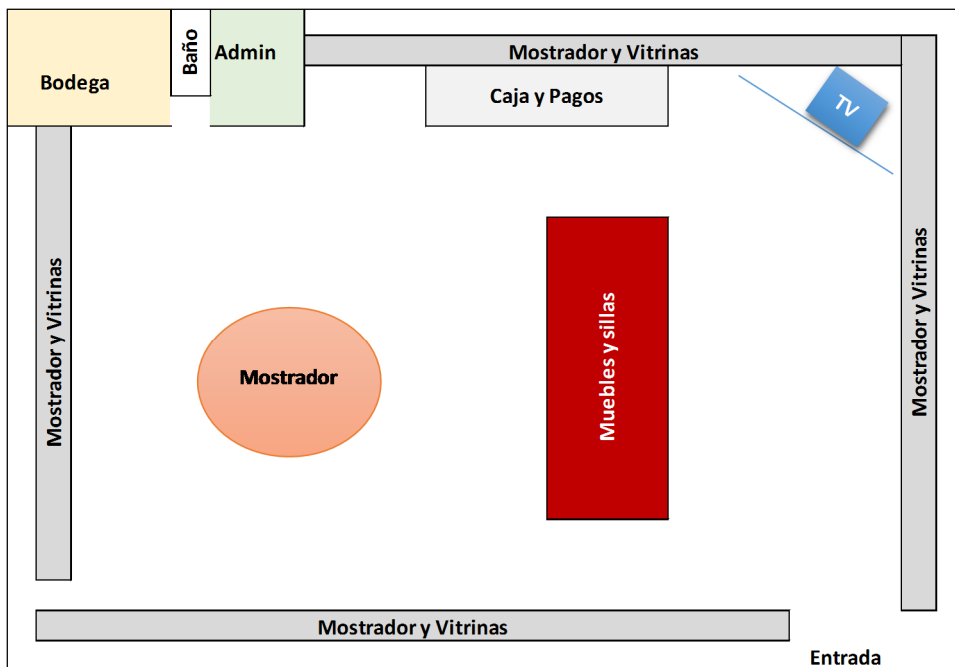 Bodega
Baño
Admin
Mostrador y Vitrinas
Caja y Pagos
TV
Mostrador y Vitrinas
Mostrador
Muebles y sillas
Mostrador y Vitrinas
Mostrador y Vitrinas
Entrada